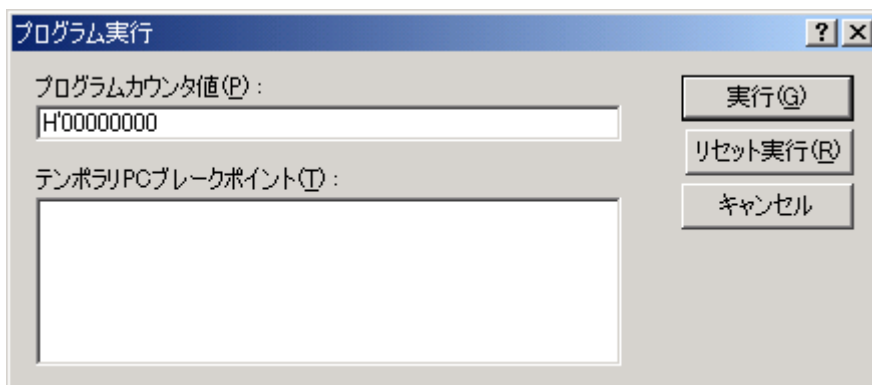 プログラム実行
プログラムカウンタ値(P) :
H'00000000
テンポラリPCブレークポイント(T) :
実行(G)
リセット実行(R)
キャンセル